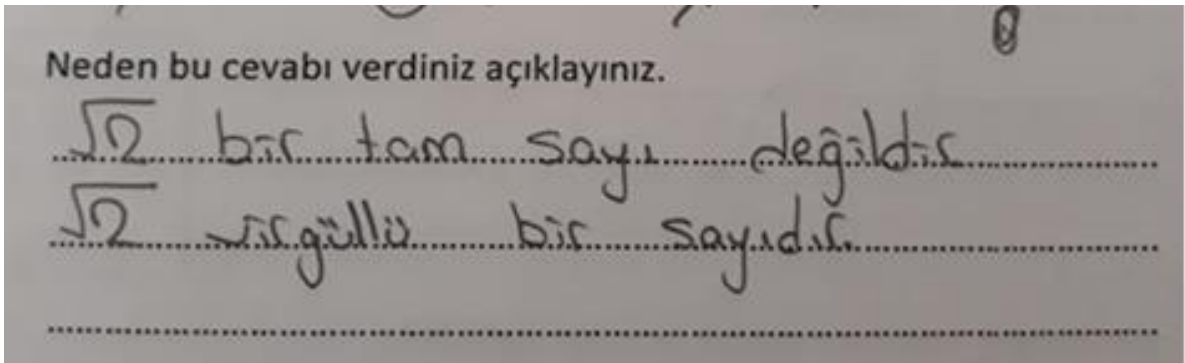 Neden bu cevabı verdiniz açıklayınız.
√2 bir tam sayı değildir
√2 virgüllü bir sayıdır.